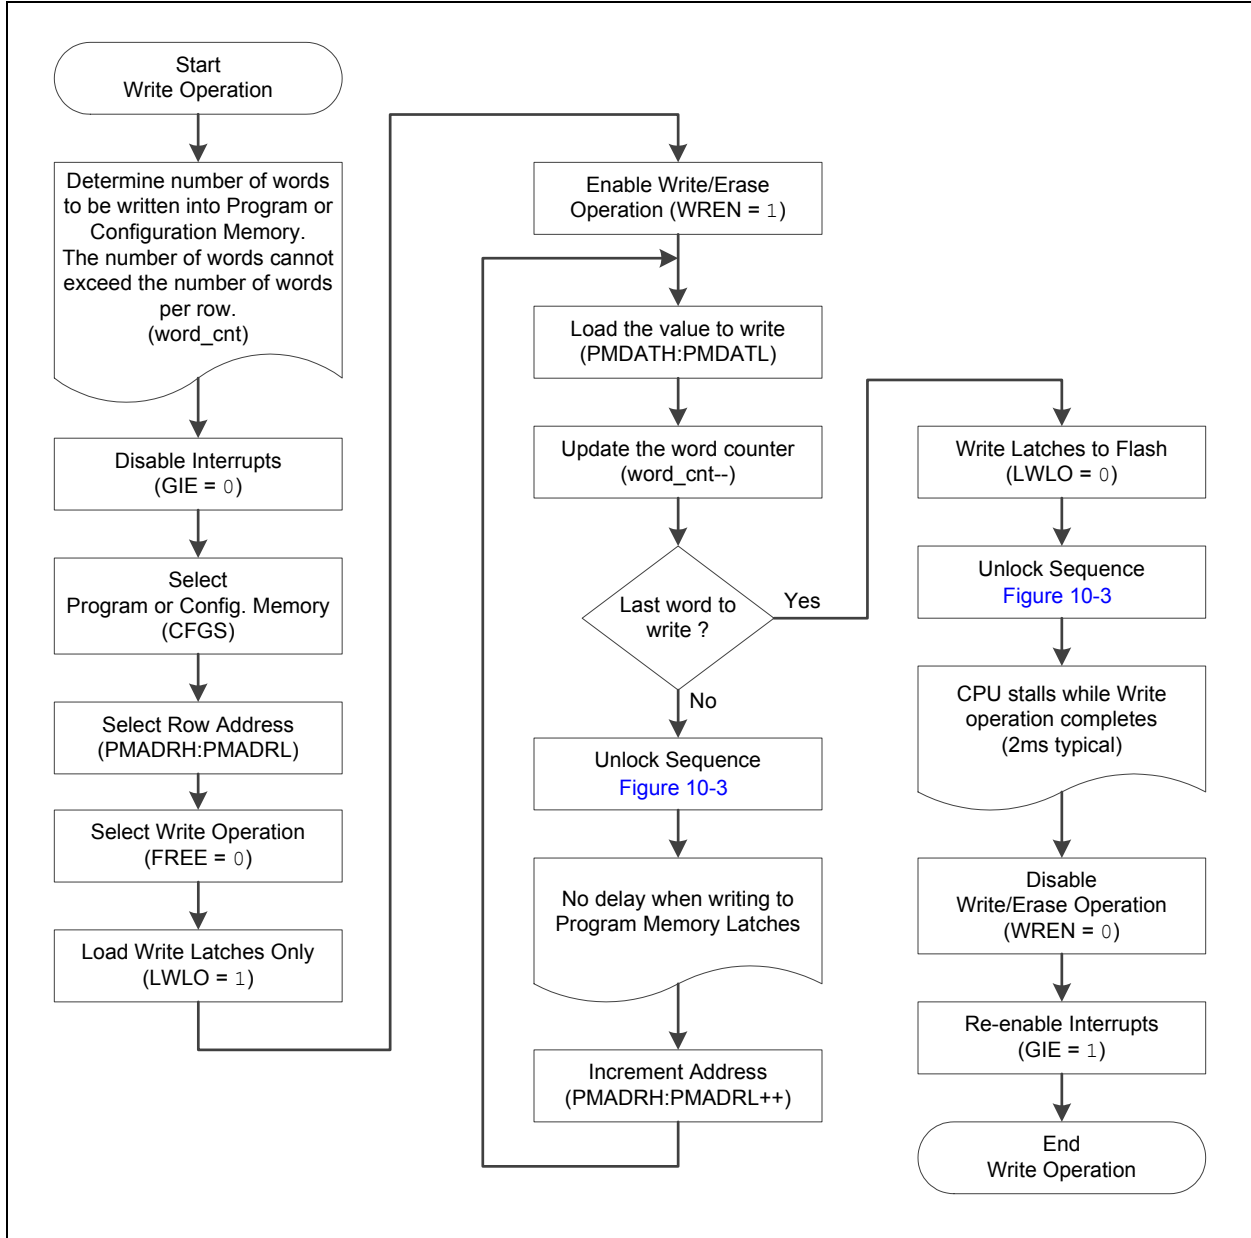 Start
Write Operation
Determine number of words
to be written into Program or
Configuration Memory.
The number of words cannot
exceed the number of words
per row.
(word_cnt)
Disable Interrupts
(GIE = 0)
Select
Program or Config. Memory
(CFGS)
Select Row Address
(PMADRH:PMADRL)
Select Write Operation
(FREE = 0)
Load Write Latches Only
(LWLO = 1)
Enable Write/Erase
Operation (WREN = 1)
Load the value to write
(PMDATH:PMDATL)
Update the word counter
(word_cnt--)
Last word to
write ?
Yes
No
Unlock Sequence
Figure 10-3
No delay when writing to
Program Memory Latches
Increment Address
(PMADRH:PMADRL++)
Write Latches to Flash
(LWLO = 0)
Unlock Sequence
Figure 10-3
CPU stalls while Write
operation completes
(2ms typical)
Disable
Write/Erase Operation
(WREN = 0)
Re-enable Interrupts
(GIE = 1)
End
Write Operation